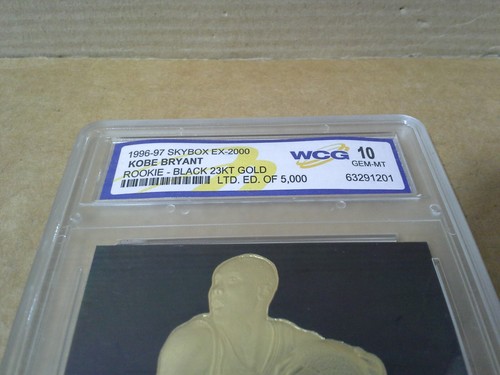 1996-97 SKYBOX EX-2000
KOBE BRYANT
ROOKIE - BLACK 23KT GOLD
LTD. ED. OF 5,000
WCG 10
GEM-MT
63291201